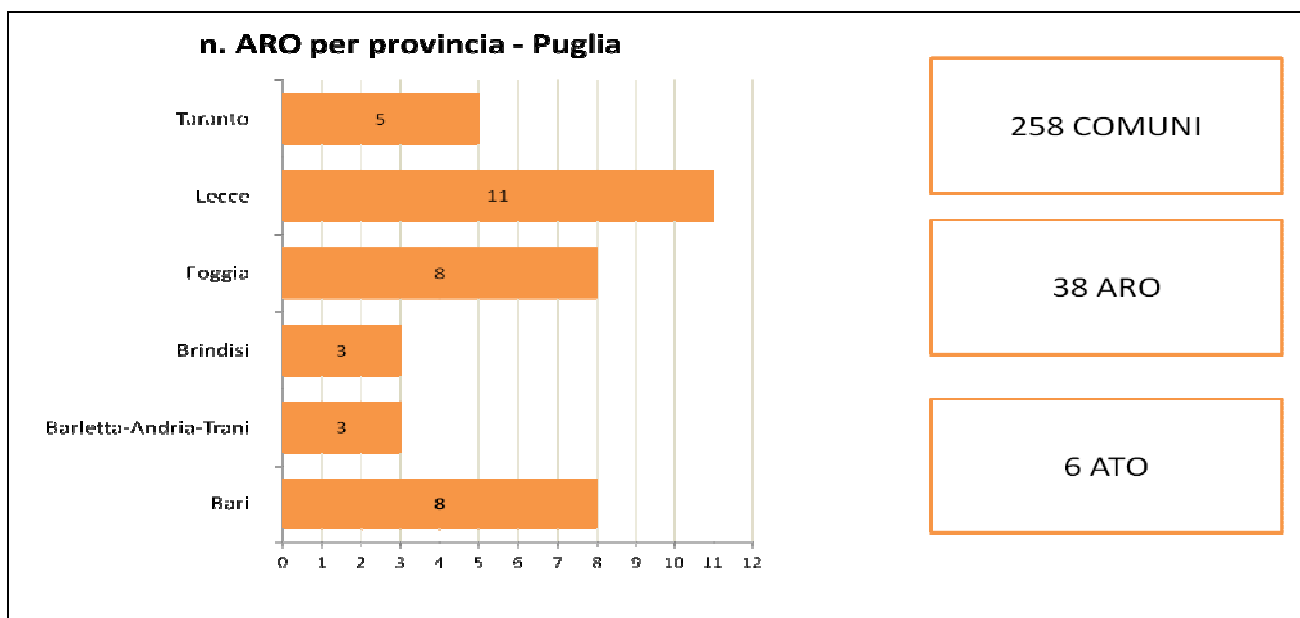 n. ARO per provincia - Puglia
Taranto
5
Lecce
11
Foggia
8
Brindisi
3
Barletta-Andria-Trani
3
Bari
8
0 1 2 3 4 5 6 7 8 9 10 11 12
258 COMUNI
38 ARO
6 ATO